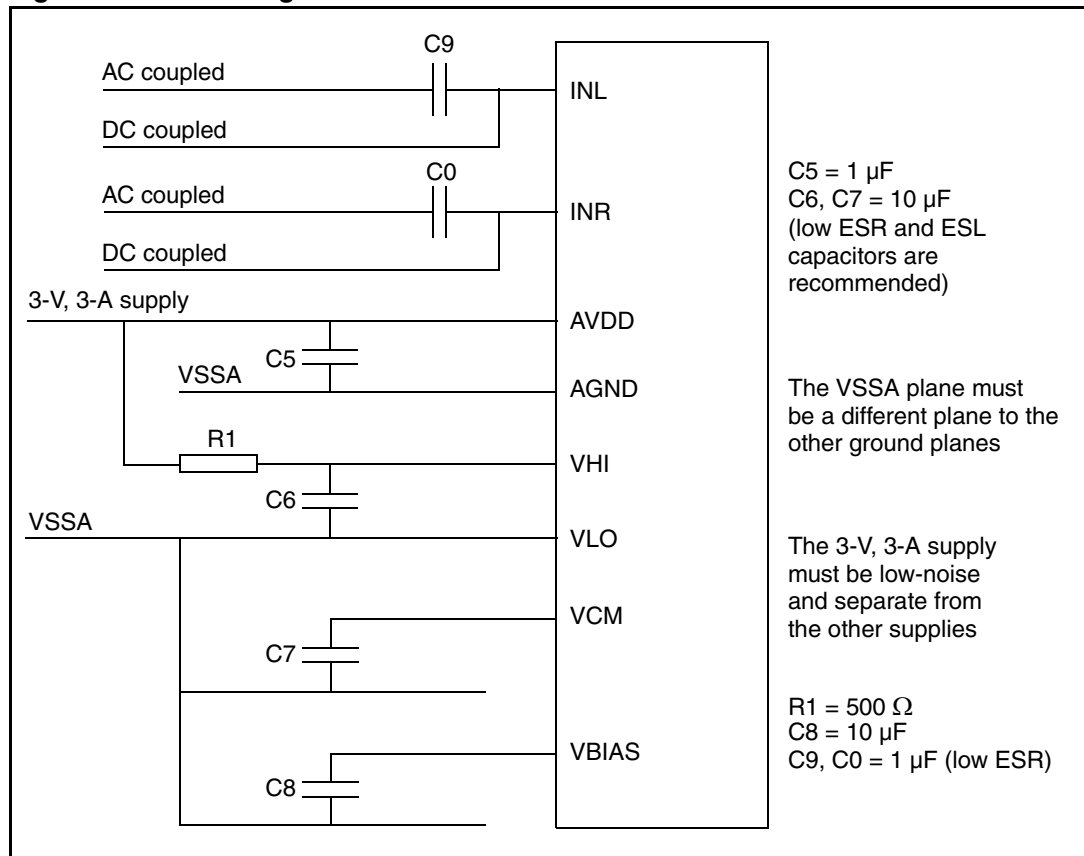 C9
AC coupled
INL
DC coupled
C0
AC coupled
INR
DC coupled
C5 = 1 µF
C6, C7 = 10 µF
(low ESR and ESL
capacitors are
recommended)
3-V, 3-A supply
AVDD
C5
VSSA
AGND
The VSSA plane must
be a different plane to the
other ground planes
R1
VHI
C6
VSSA
VLO
The 3-V, 3-A supply
must be low-noise
and separate from
the other supplies
VCM
C7
R1 = 500 Ω
C8 = 10 µF
C9, C0 = 1 µF (low ESR)
VBIAS
C8